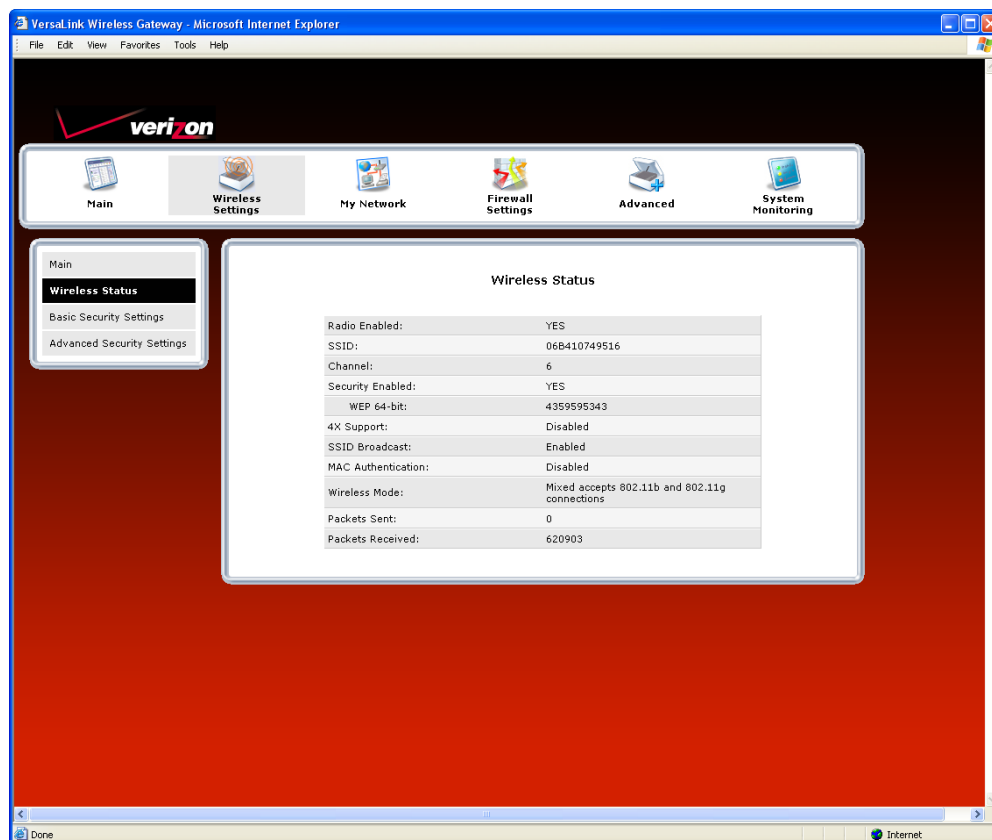 VersaLink Wireless Gateway - Microsoft Internet Explorer
File Edit View Favorites Tools Help
verizon
Main
Wireless Settings
My Network
Firewall Settings
Advanced
System Monitoring
Main
Wireless Status
Basic Security Settings
Advanced Security Settings
Wireless Status
Radio Enabled: YES
SSID: 06B410749516
Channel: 6
Security Enabled: YES
WEP 64-bit: 4359595343
4X Support: Disabled
SSID Broadcast: Enabled
MAC Authentication: Disabled
Wireless Mode: Mixed accepts 802.11b and 802.11g
connections
Packets Sent: 0
Packets Received: 620903
Done
Internet